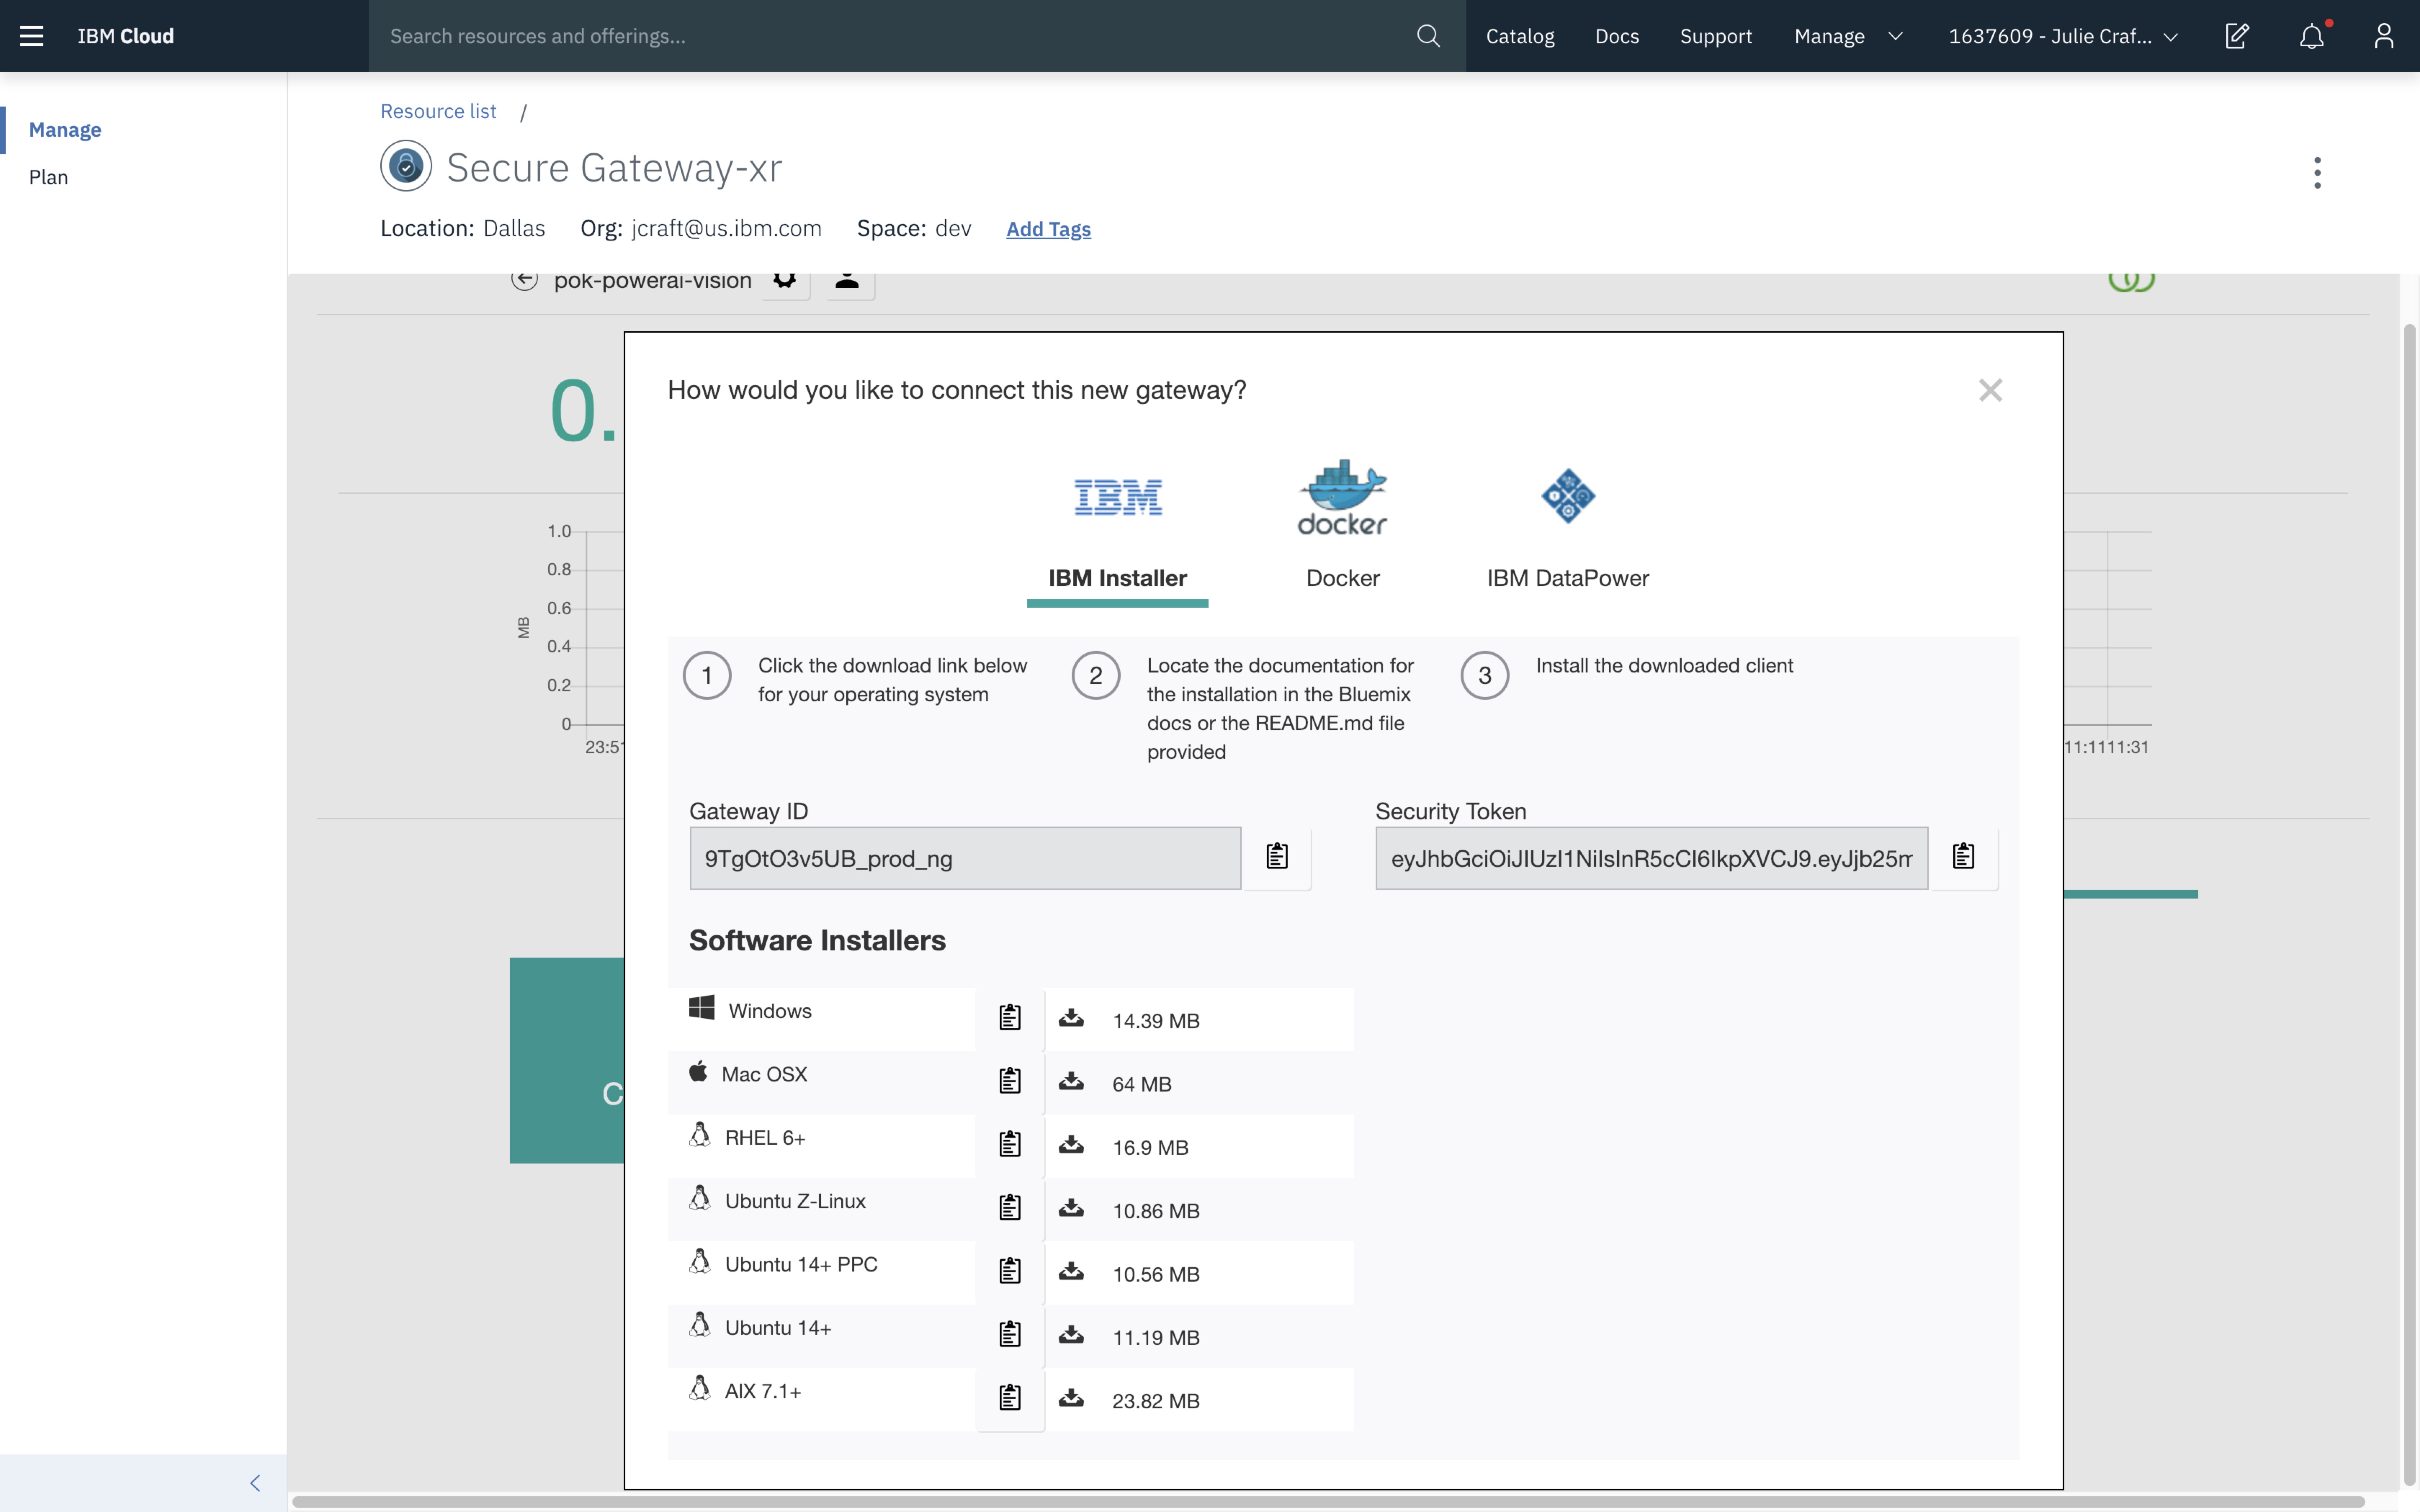 IBM Cloud
Search resources and offerings...
Catalog
Docs
Support
Manage
1637609 - Julie Craf...
Manage
Plan
Resource list /
Secure Gateway-xr
Location: Dallas Org: jcraft@us.ibm.com Space: dev Add Tags
pok-powerai-vision
0.
1.0
0.8
0.6
0.4
0.2
0
MB
23:51
11:1111:31
C
How would you like to connect this new gateway?
IBM
docker
IBM Installer
Docker
IBM DataPower
1
Click the download link below
for your operating system
2
Locate the documentation for
the installation in the Bluemix
docs or the README.md file
provided
3
Install the downloaded client
Gateway ID
9TgOtO3v5UB_prod_ng
Security Token
eyJhbGciOiJIUzI1NiIsInR5cCI6IkpXVCJ9.eyJjb25m
Software Installers
Windows 14.39 MB
Mac OSX 64 MB
RHEL 6+ 16.9 MB
Ubuntu Z-Linux 10.86 MB
Ubuntu 14+ PPC 10.56 MB
Ubuntu 14+ 11.19 MB
AIX 7.1+ 23.82 MB